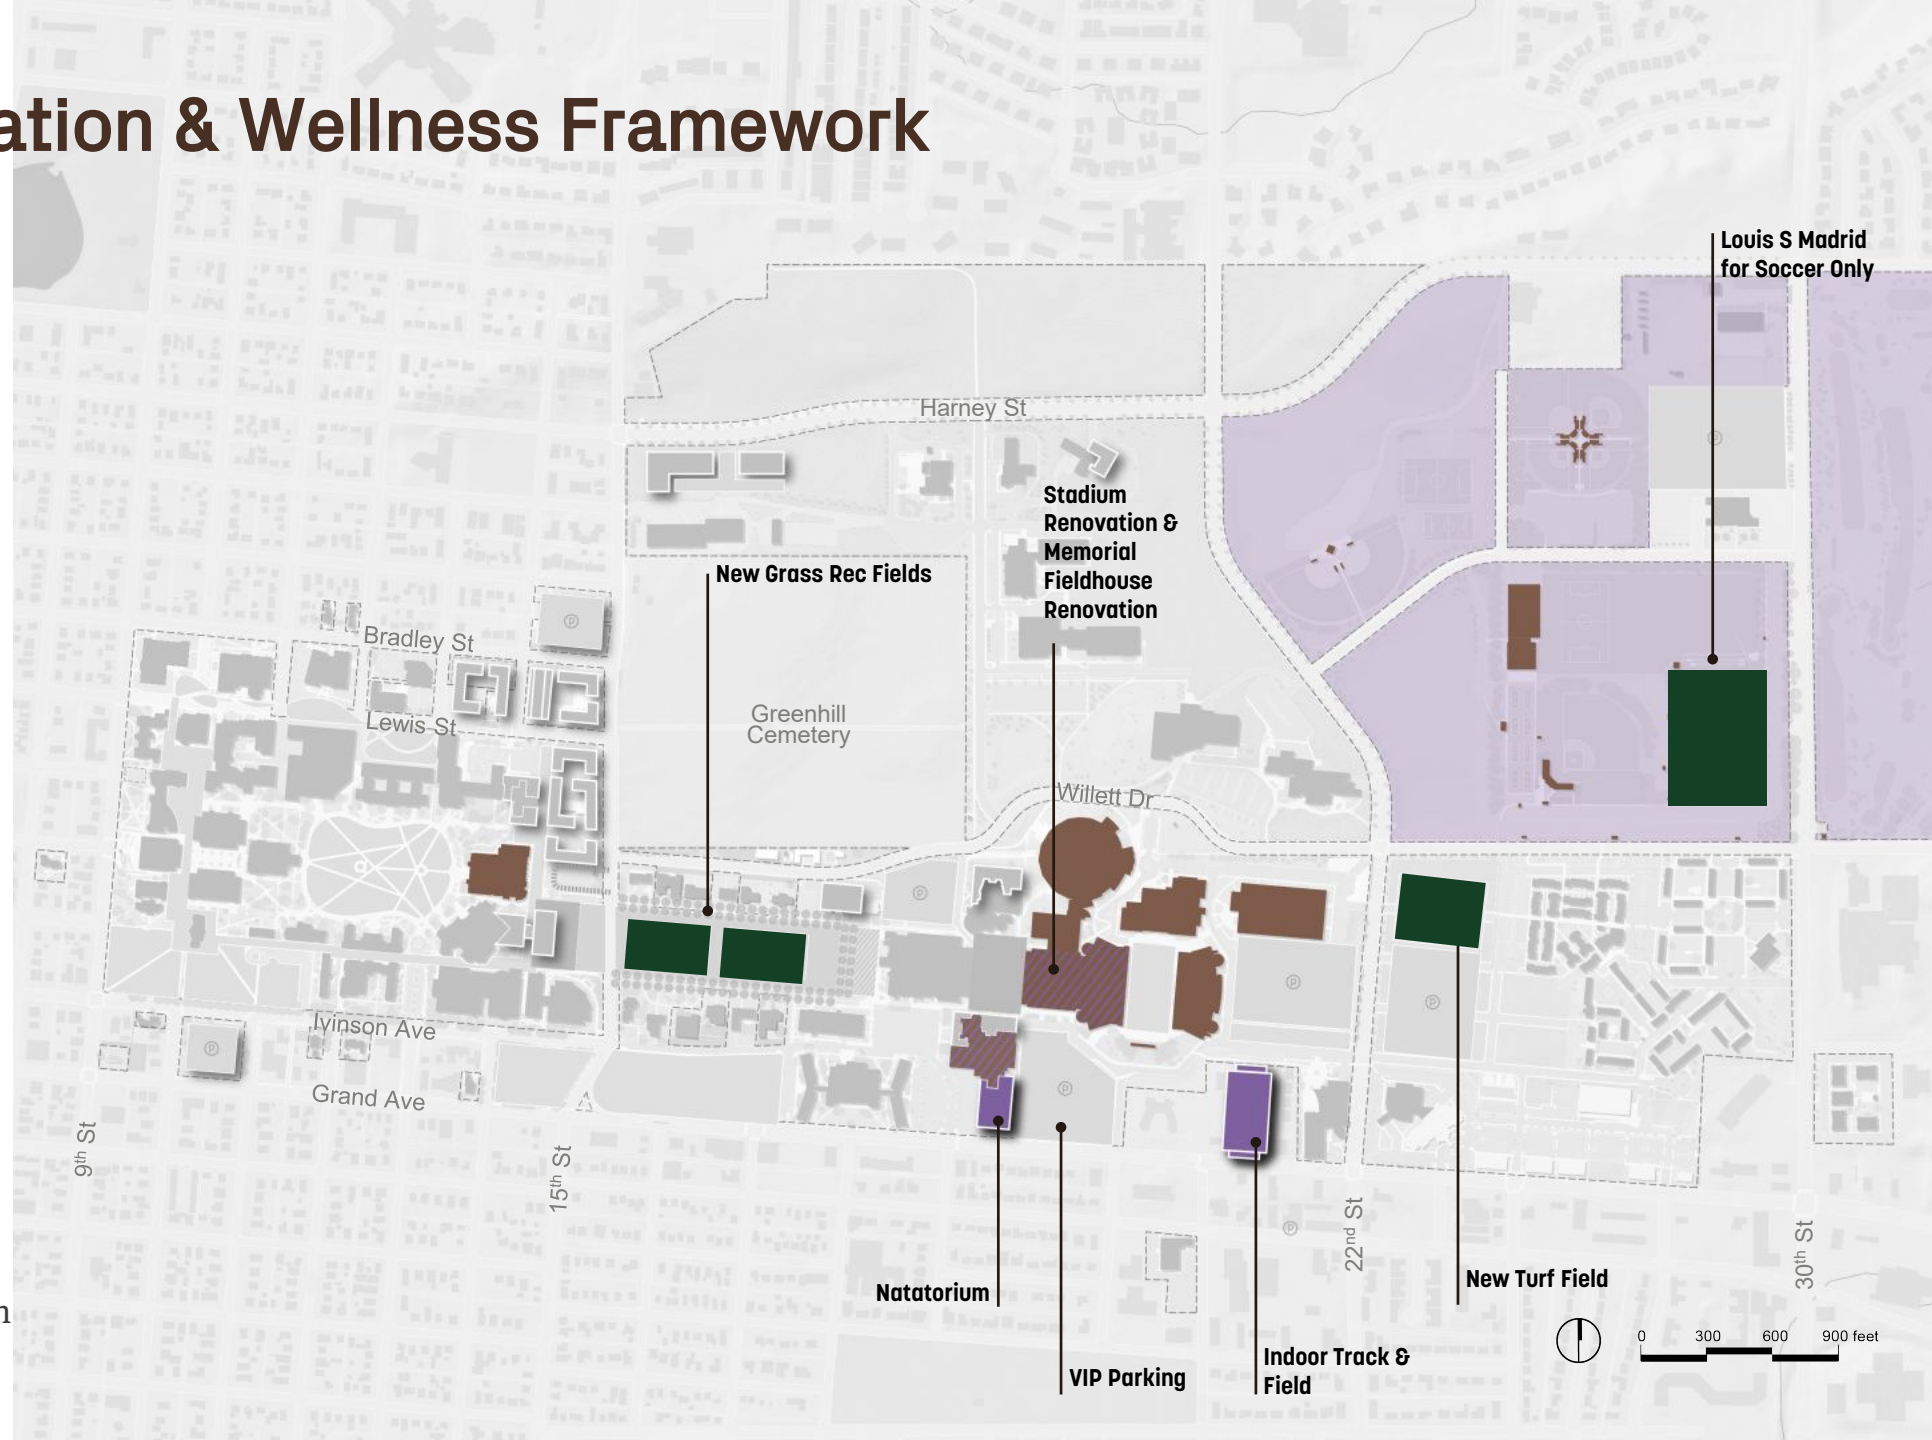 ation & Wellness Framework
Louis S Madrid
for Soccer Only
Harney St
Stadium
Renovation &
Memorial
Fieldhouse
Renovation
New Grass Rec Fields
Bradley St
Lewis St
Greenhill
Cemetery
Willett Dr
Ivinson Ave
Grand Ave
9th St
15th St
22nd St
30th St
P
P
P
P
P
P
P
P
Natatorium
VIP Parking
Indoor Track &
Field
New Turf Field
n
0 300 600 900 feet